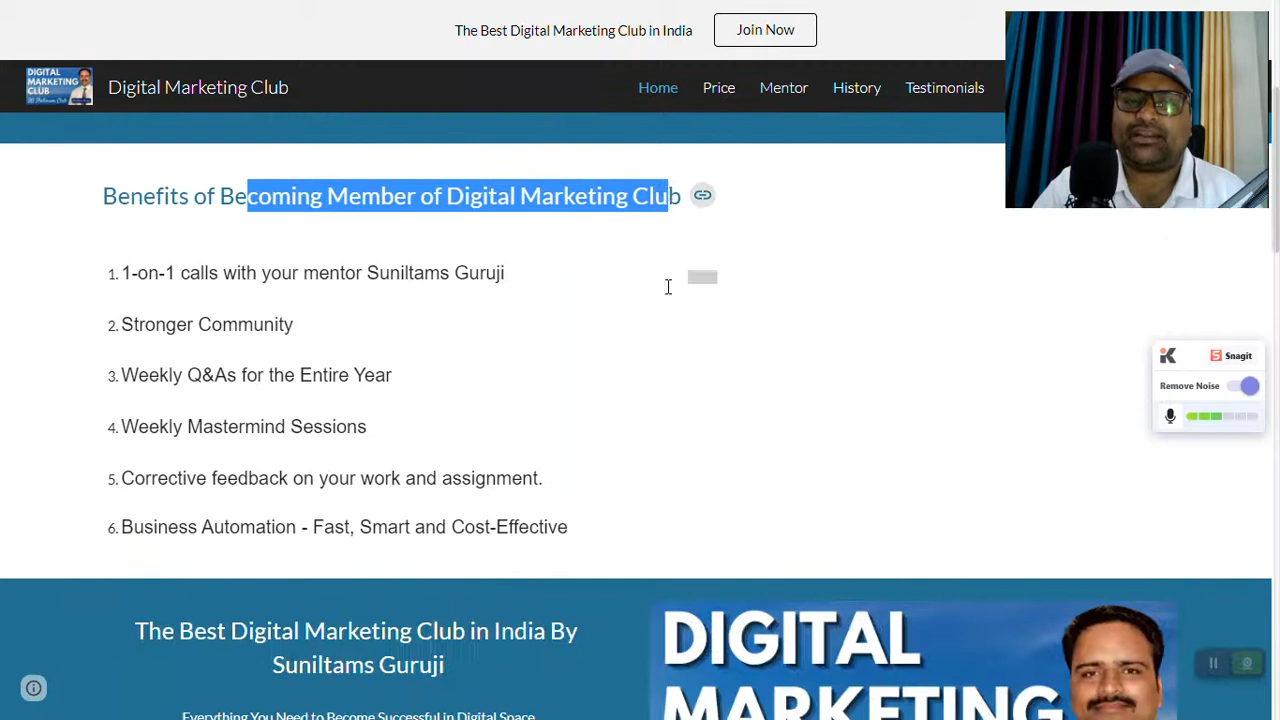 The Best Digital Marketing Club in India
Join Now
DIGITAL
MARKETING
CLUB
Digital Marketing Club
Home
Price
Mentor
History
Testimonials
Benefits of Becoming Member of Digital Marketing Club
1. 1-on-1 calls with your mentor Suniltams Guruji
2. Stronger Community
3. Weekly Q&As for the Entire Year
4. Weekly Mastermind Sessions
5. Corrective feedback on your work and assignment.
6. Business Automation - Fast, Smart and Cost-Effective
Snagit
Remove Noise
The Best Digital Marketing Club in India By
Suniltams Guruji
Everything You Need to Become Successful in Digital Space
DIGITAL
MARKETING